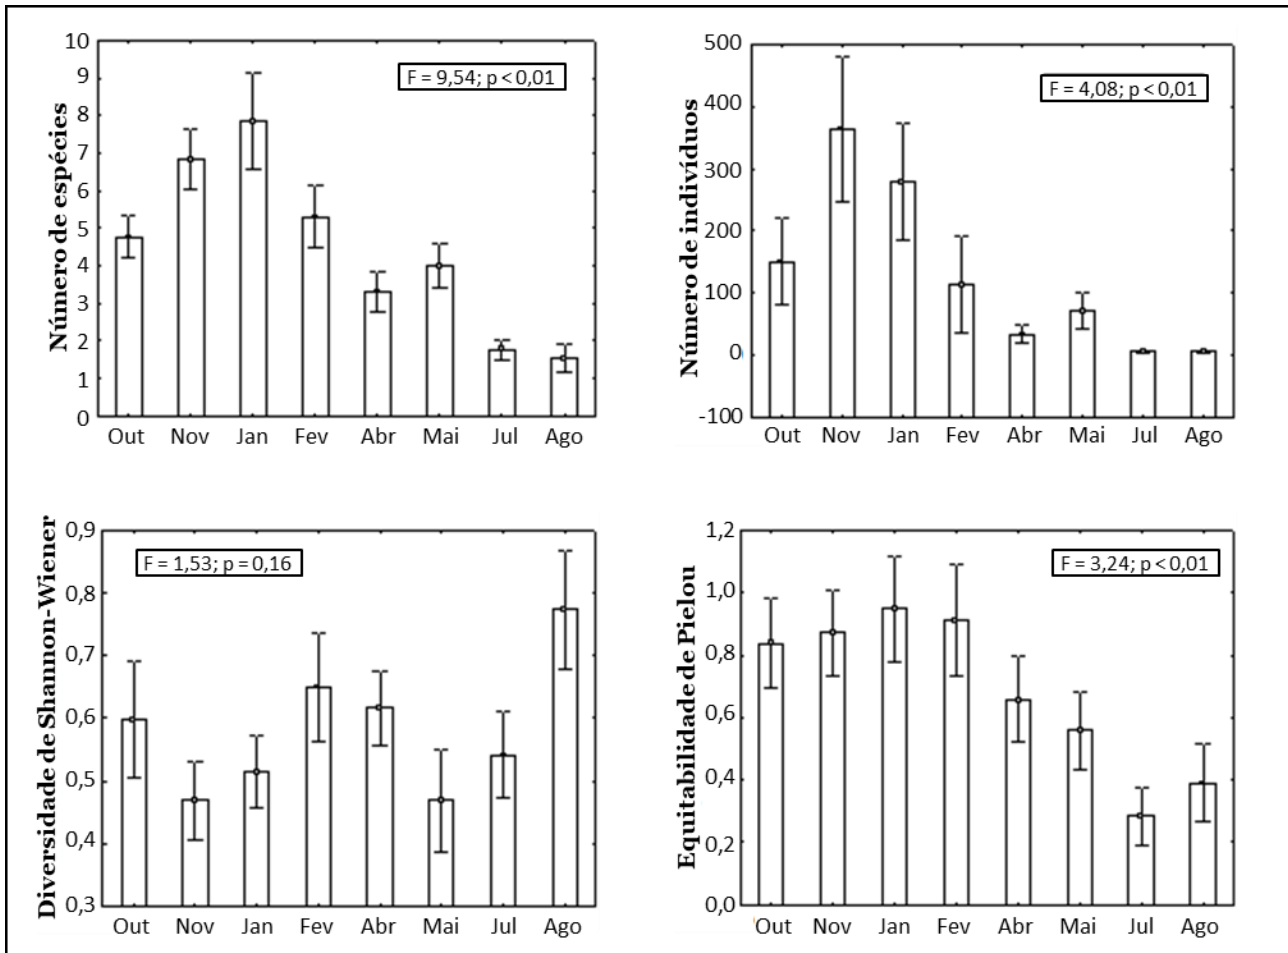 Número de espécies
10
9
8
7
6
5
4
3
2
1
0
F = 9,54; p < 0,01
Out Nov Jan Fev Abr Mai Jul Ago
Número de indivíduos
500
400
300
200
100
0
-100
F = 4,08; p < 0,01
Out Nov Jan Fev Abr Mai Jul Ago
Diversidade de Shannon-Wiener
0,9
0,8
0,7
0,6
0,5
0,4
0,3
F = 1,53; p = 0,16
Out Nov Jan Fev Abr Mai Jul Ago
Equitabilidade de Pielou
1,2
1,0
0,8
0,6
0,4
0,2
0,0
F = 3,24; p < 0,01
Out Nov Jan Fev Abr Mai Jul Ago